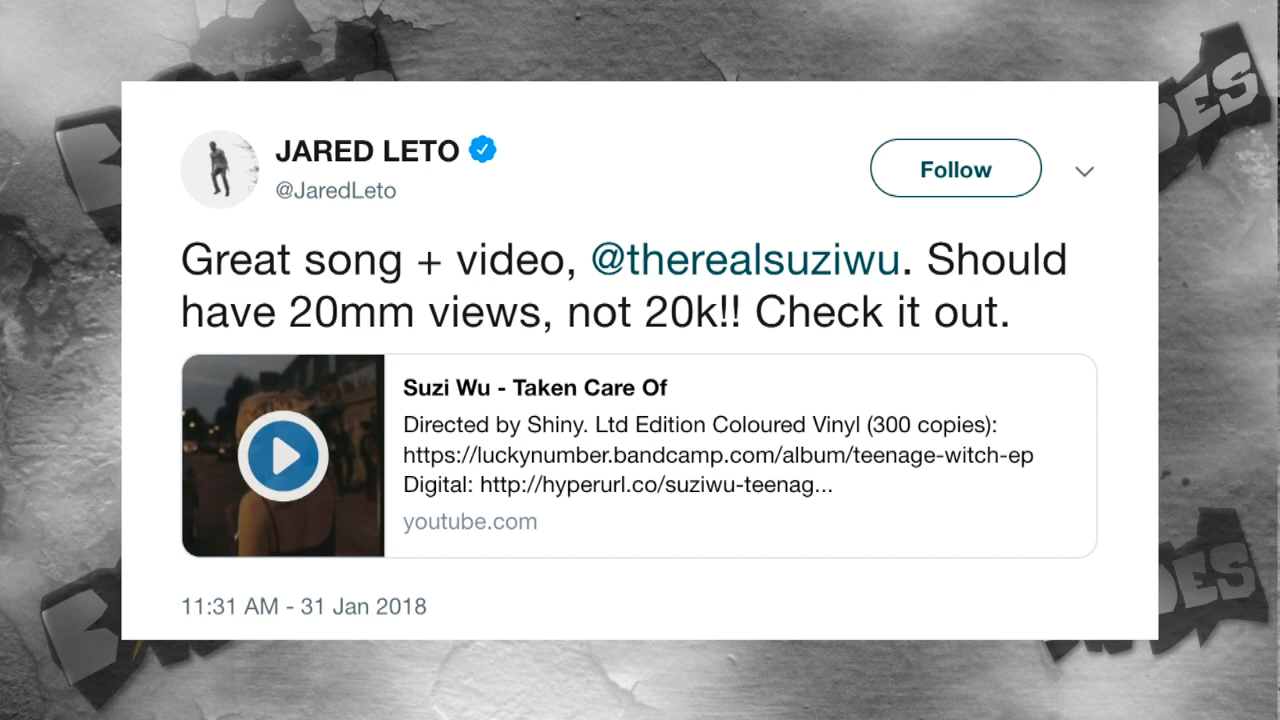 JARED LETO
@JaredLeto
Follow
Great song + video, @therealsuziwu. Should
have 20mm views, not 20k!! Check it out.
Suzi Wu - Taken Care Of
Directed by Shiny. Ltd Edition Coloured Vinyl (300 copies):
https://luckynumber.bandcamp.com/album/teenage-witch-ep
Digital: http://hyperurl.co/suziwu-teenag...
youtube.com
11:31 AM - 31 Jan 2018